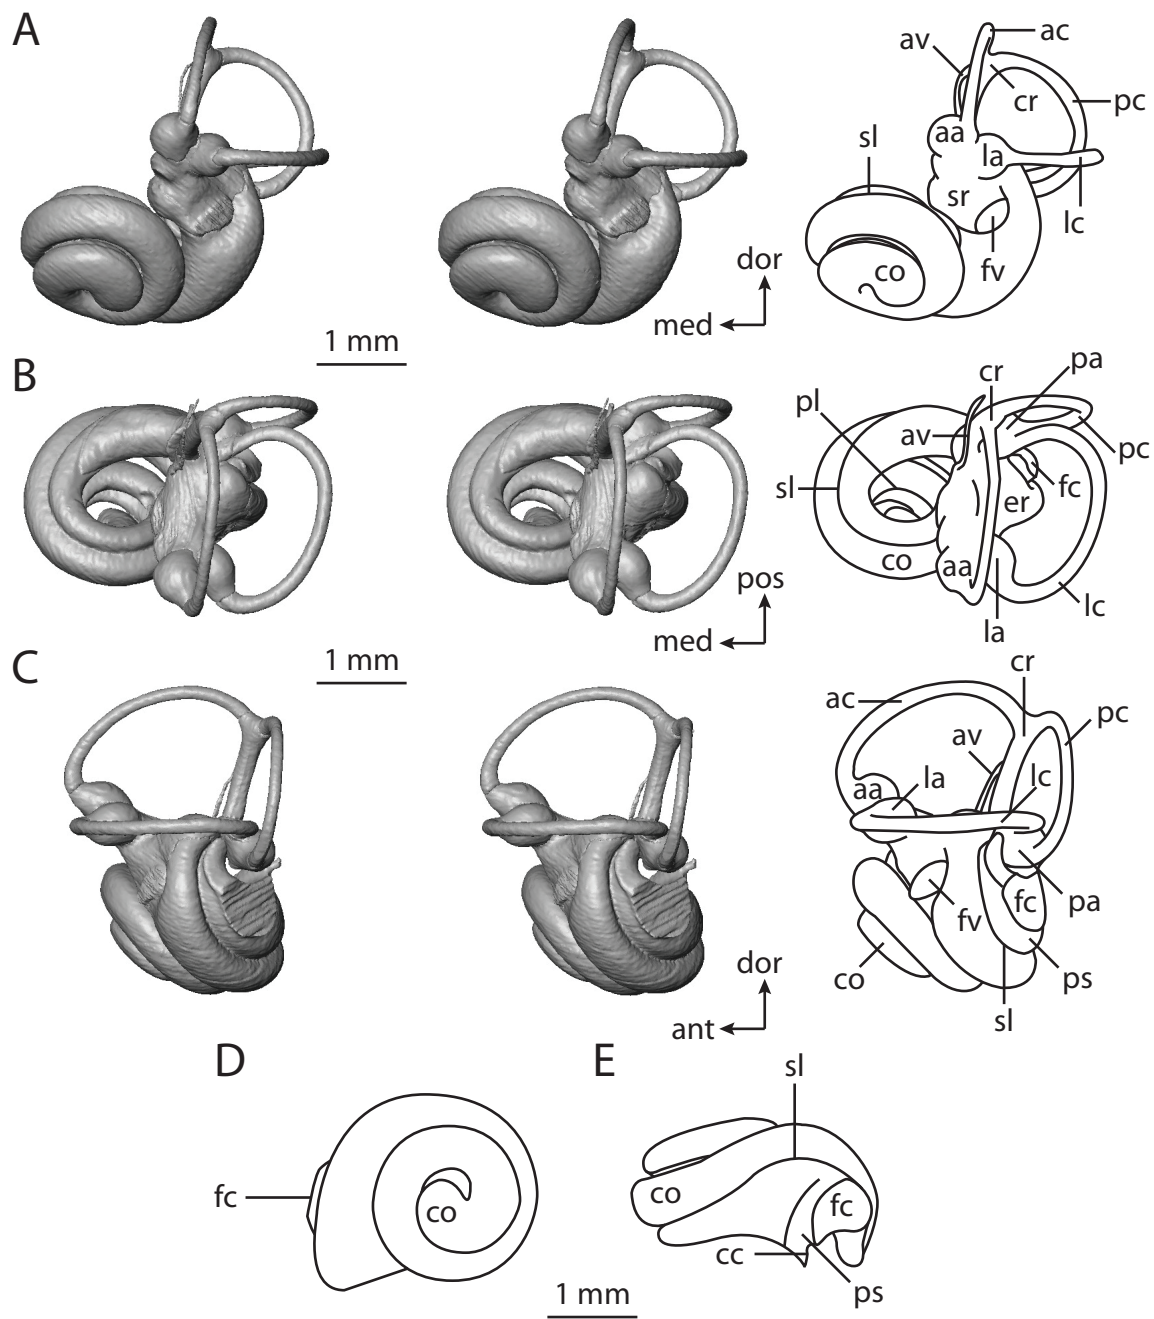 A
av
ac
cr
pc
aa
la
sl
sr
lc
co
fv
dor
med
1 mm
B
cr
pa
pl
av
pc
sl
fc
er
co
aa
lc
la
pos
med
1 mm
C
cr
ac
pc
av
aa
la
lc
fc
pa
fv
co
ps
sl
dor
ant
D
E
sl
fc
co
co
fc
cc
ps
1 mm